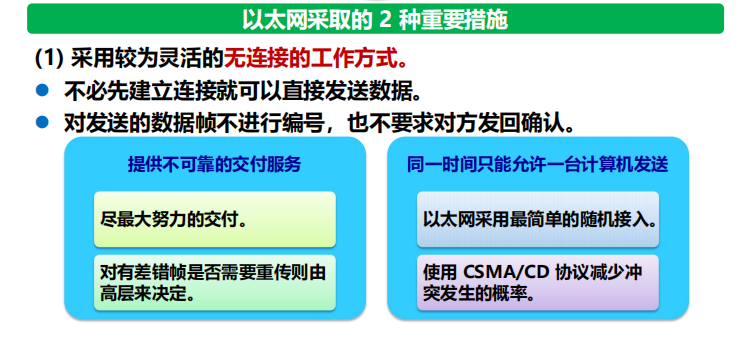 以太网采取的 2 种重要措施
(1) 采用较为灵活的无连接的工作方式。
不必先建立连接就可以直接发送数据。
对发送的数据帧不进行编号，也不要求对方发回确认。
提供不可靠的交付服务
尽最大努力的交付。
对有差错帧是否需要重传则由
高层来决定。
同一时间只能允许一台计算机发送
以太网采用最简单的随机接入。
使用 CSMA/CD 协议减少冲
突发生的概率。